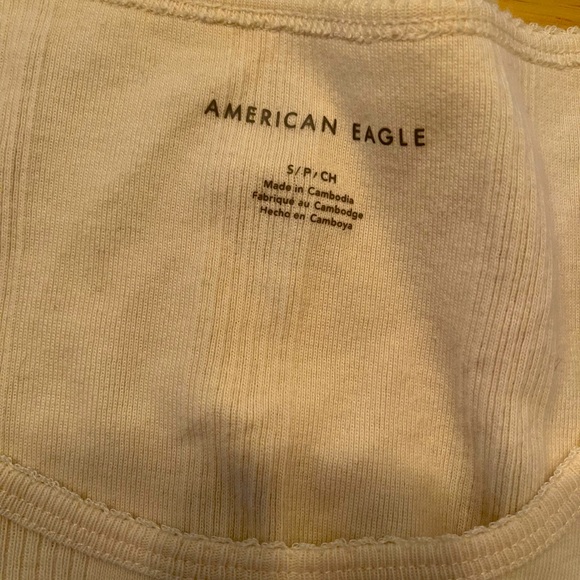 AMERICAN EAGLE
S/P/CH
Made in Cambodia
Fabriqué au Cambodge
Hecho en Camboya